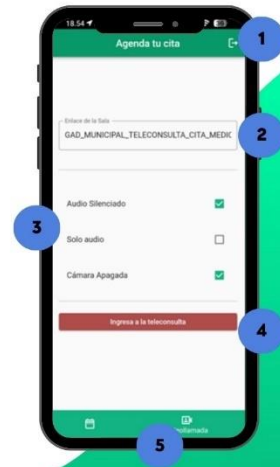 18.54
Agenda tu cita
1
Enlace de la Sala
GAD_MUNICIPAL_TELECONSULTA_CITA_MEDIC
2
Audio Silenciado
3
Solo audio
Cámara Apagada
Ingresa a la teleconsulta
4
5